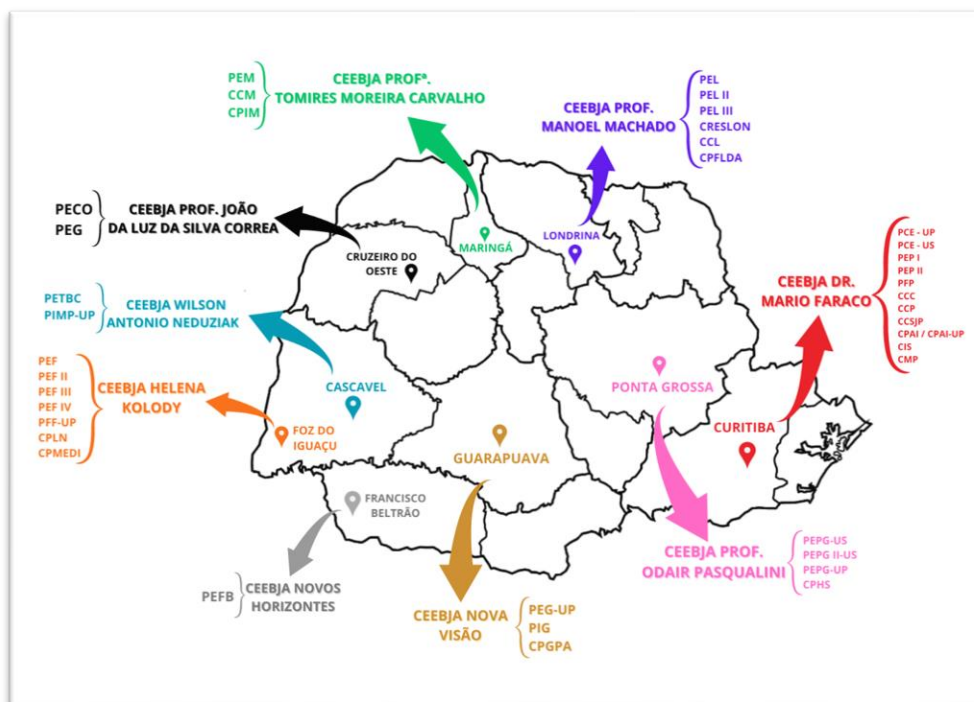 PEM
CCM
CPIM
CEEBJA PROFª.
TOMIRES MOREIRA CARVALHO
CEEBJA PROF.
MANOEL MACHADO
PEL
PEL II
PEL III
CRESLON
CCL
CPFLDA
PECO
PEG
CEEBJA PROF. JOÃO
DA LUZ DA SILVA CORREA
CRUZEIRO DO
OESTE
MARINGÁ
LONDRINA
CEEBJA DR.
MARIO FARACO
PCE - UP
PCE - US
PEP I
PEP II
PFP
CCC
CCP
CCSJP
CPAI / CPAI-UP
CIS
CMP
PETBC
PIMP-UP
CEEBJA WILSON
ANTONIO NEDUZIAK
PEF
PEF II
PEF III
PEF IV
PFF-UP
CPLN
CPMEDI
CEEBJA HELENA
KOLODY
CASCAVEL
FOZ DO
IGUAÇU
PONTA GROSSA
CURITIBA
GUARAPUAVA
FRANCISCO
BELTRÃO
PEFB
CEEBJA NOVOS
HORIZONTES
CEEBJA NOVA
VISÃO
PEG-UP
PIG
CPGPA
CEEBJA PROF.
ODAIR PASQUALINI
PEPG-US
PEPG II-US
PEPG-UP
CPHS